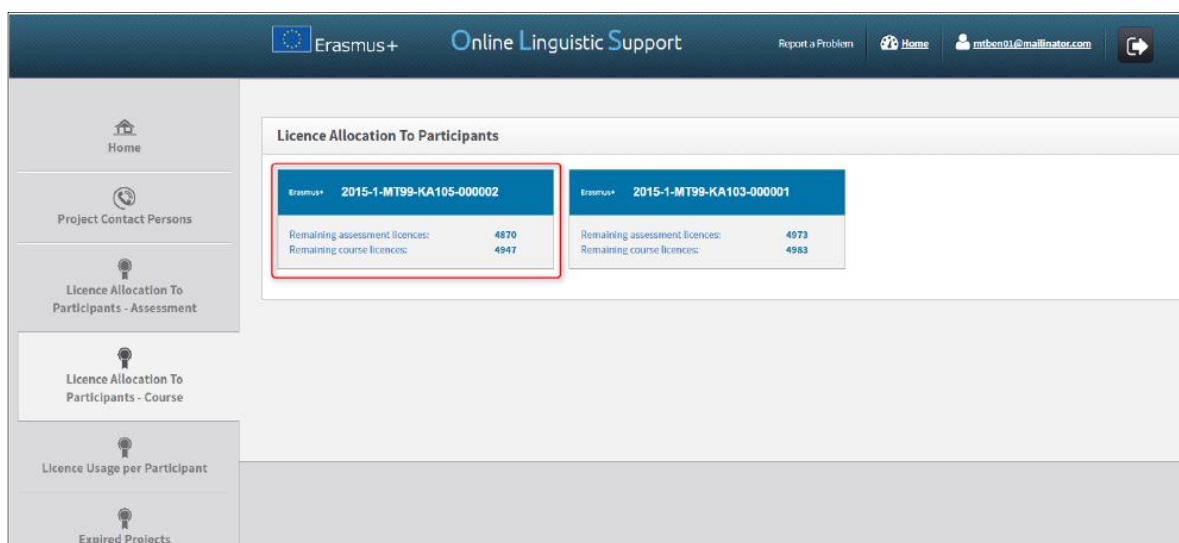 Erasmus+
Online Linguistic Support
Report a Problem
Home
mtben01@mailinator.com
Home
Project Contact Persons
Licence Allocation To
Participants - Assessment
Licence Allocation To
Participants - Course
Licence Usage per Participant
Expired Projects
Licence Allocation To Participants
Erasmus+ 2015-1-MT99-KA105-000002
Remaining assessment licences: 4870
Remaining course licences: 4947
Erasmus+ 2015-1-MT99-KA103-000001
Remaining assessment licences: 4973
Remaining course licences: 4983